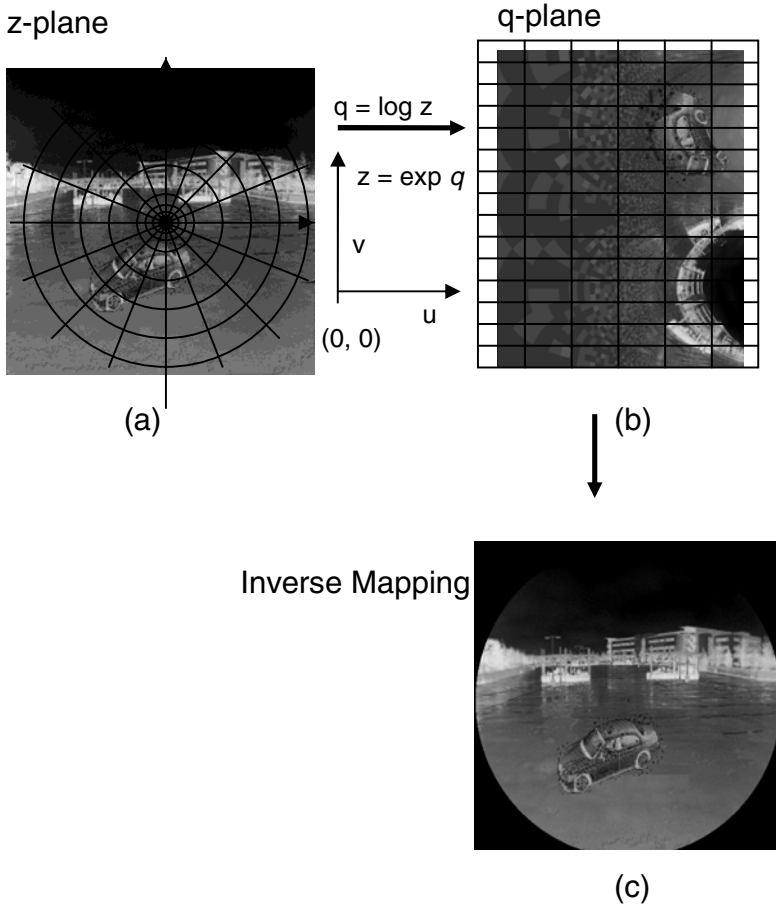 z-plane
q-plane
q = log z
z = exp q
v
u
(0, 0)
(a)
(b)
Inverse Mapping
(c)